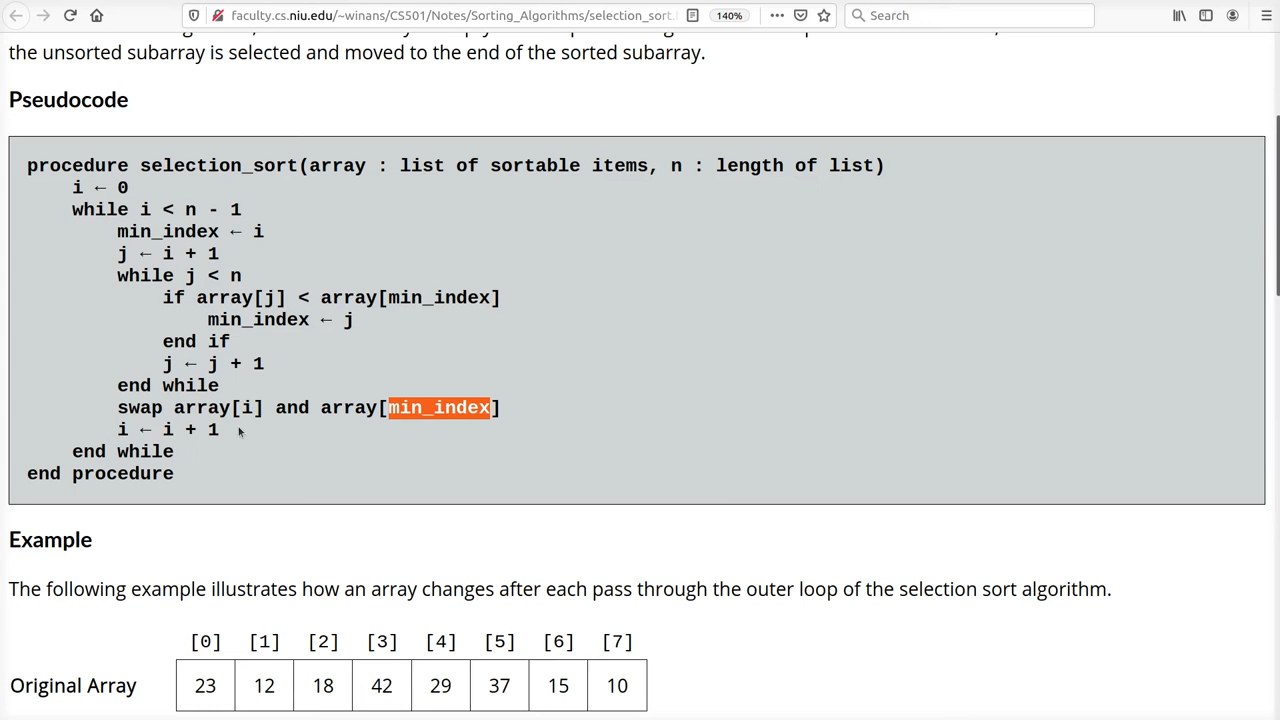 faculty.cs.niu.edu/~winans/CS501/Notes/Sorting_Algorithms/selection_sort.
140%
Search
the unsorted subarray is selected and moved to the end of the sorted subarray.
Pseudocode
procedure selection_sort(array : list of sortable items, n : length of list)
i ← 0
while i < n - 1
min_index ← i
j ← i + 1
while j < n
if array[j] < array[min_index]
min_index ← j
end if
j ← j + 1
end while
swap array[i] and array[min_index]
i ← i + 1
end while
end procedure
Example
The following example illustrates how an array changes after each pass through the outer loop of the selection sort algorithm.
[0] [1] [2] [3] [4] [5] [6] [7]
Original Array 23 12 18 42 29 37 15 10